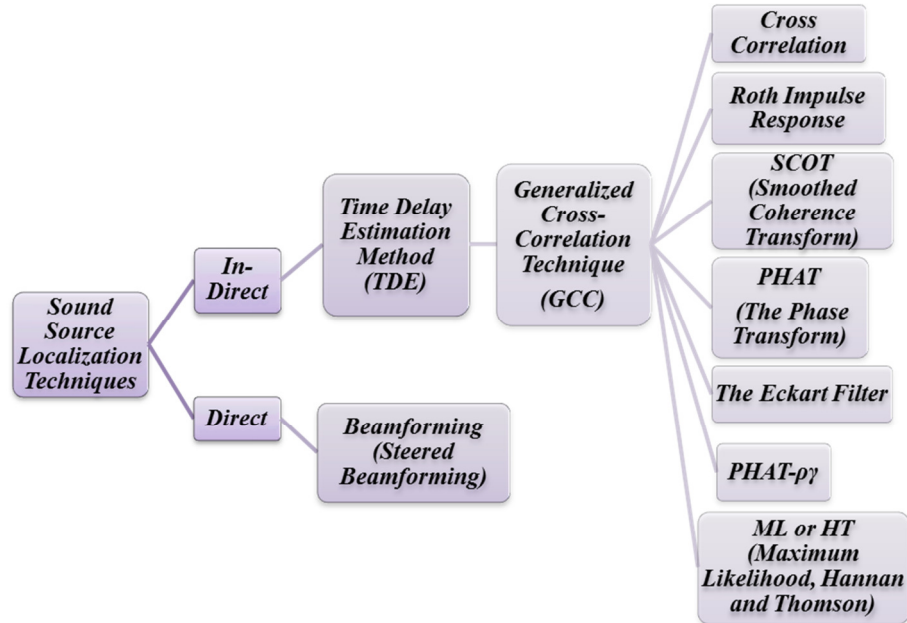 Sound
Source
Localization
Techniques
In-
Direct
Time Delay
Estimation
Method
(TDE)
Generalized
Cross-
Correlation
Technique
(GCC)
Cross
Correlation
Roth Impulse
Response
SCOT
(Smoothed
Coherence
Transform)
PHAT
(The Phase
Transform)
The Eckart Filter
PHAT-ργ
ML or HT
(Maximum
Likelihood, Hannan
and Thomson)
Direct
Beamforming
(Steered
Beamforming)